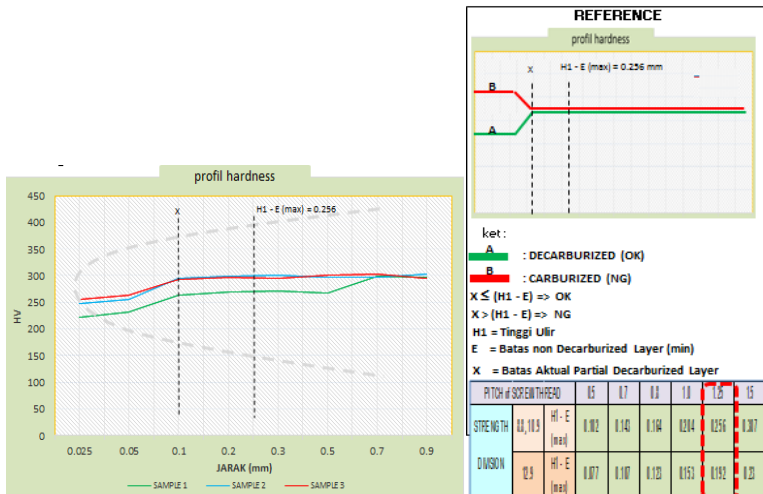 REFERENCE
profil hardness
X
H1 - E (max) = 0.256 mm
B
A
profil hardness
450
400
350
300
250
200
150
100
50
0
HV
X
H1 - E (max) = 0.256
0.025
0.05
0.1
0.2
0.3
0.5
0.7
0.9
JARAK (mm)
SAMPLE 1
SAMPLE 2
SAMPLE 3
ket :
A : DECARBURIZED (OK)
B : CARBURIZED (NG)
X ≤ (H1 - E) => OK
X > (H1 - E) => NG
H1 = Tinggi Ulir
E = Batas non Decarburized Layer (min)
X = Batas Aktual Partial Decarburized Layer
PITCH of SCREW THREAD 0.5 0.7 0.8 1.0 1.25 1.5
STRENGTH DIVISION
8.8, 10.9 H1 - E (max) 0.102 0.143 0.164 0.204 0.256 0.307
12.9 H1 - E (max) 0.077 0.107 0.123 0.153 0.192 0.23